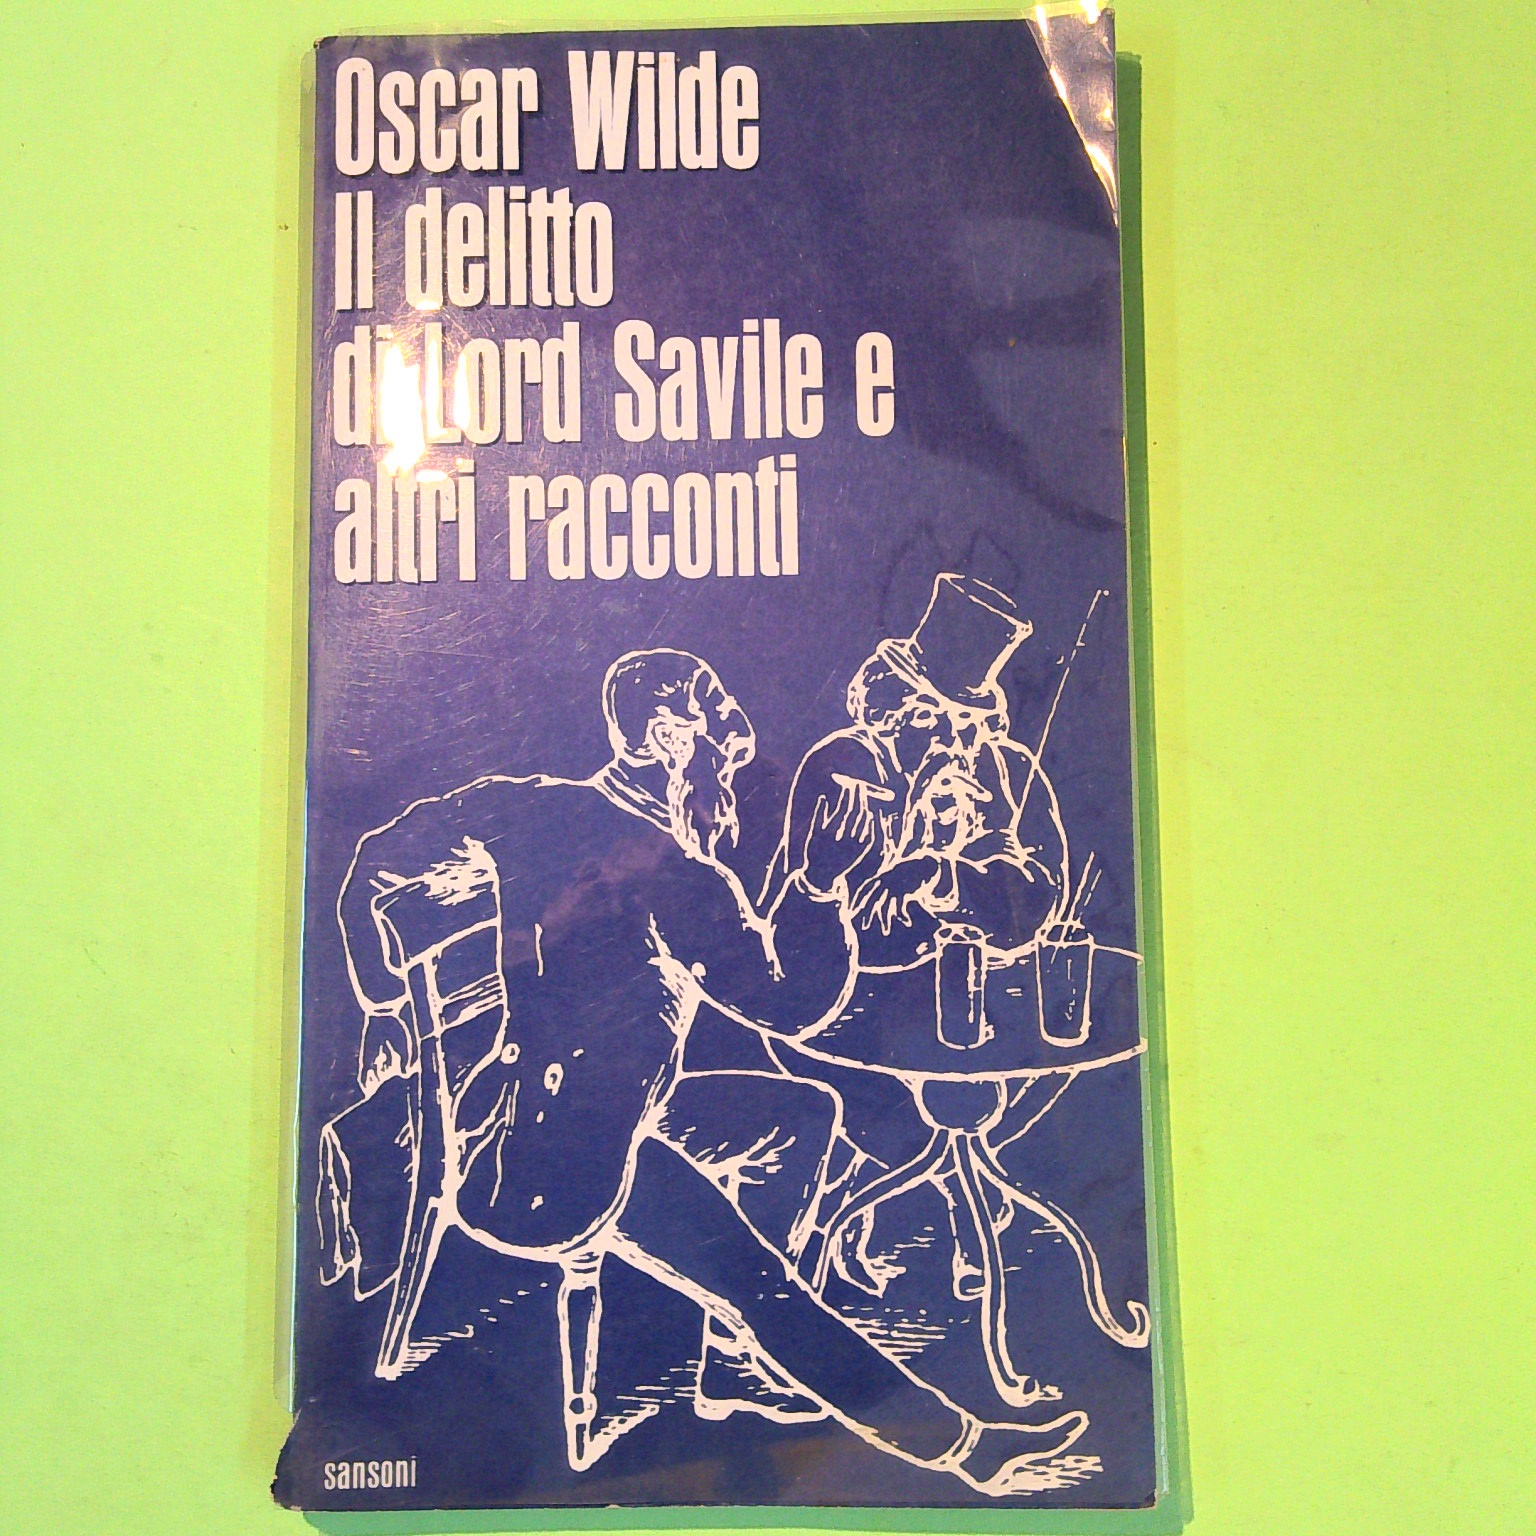 Oscar Wilde
Il delitto
di Lord Savile e
altri racconti
sansoni